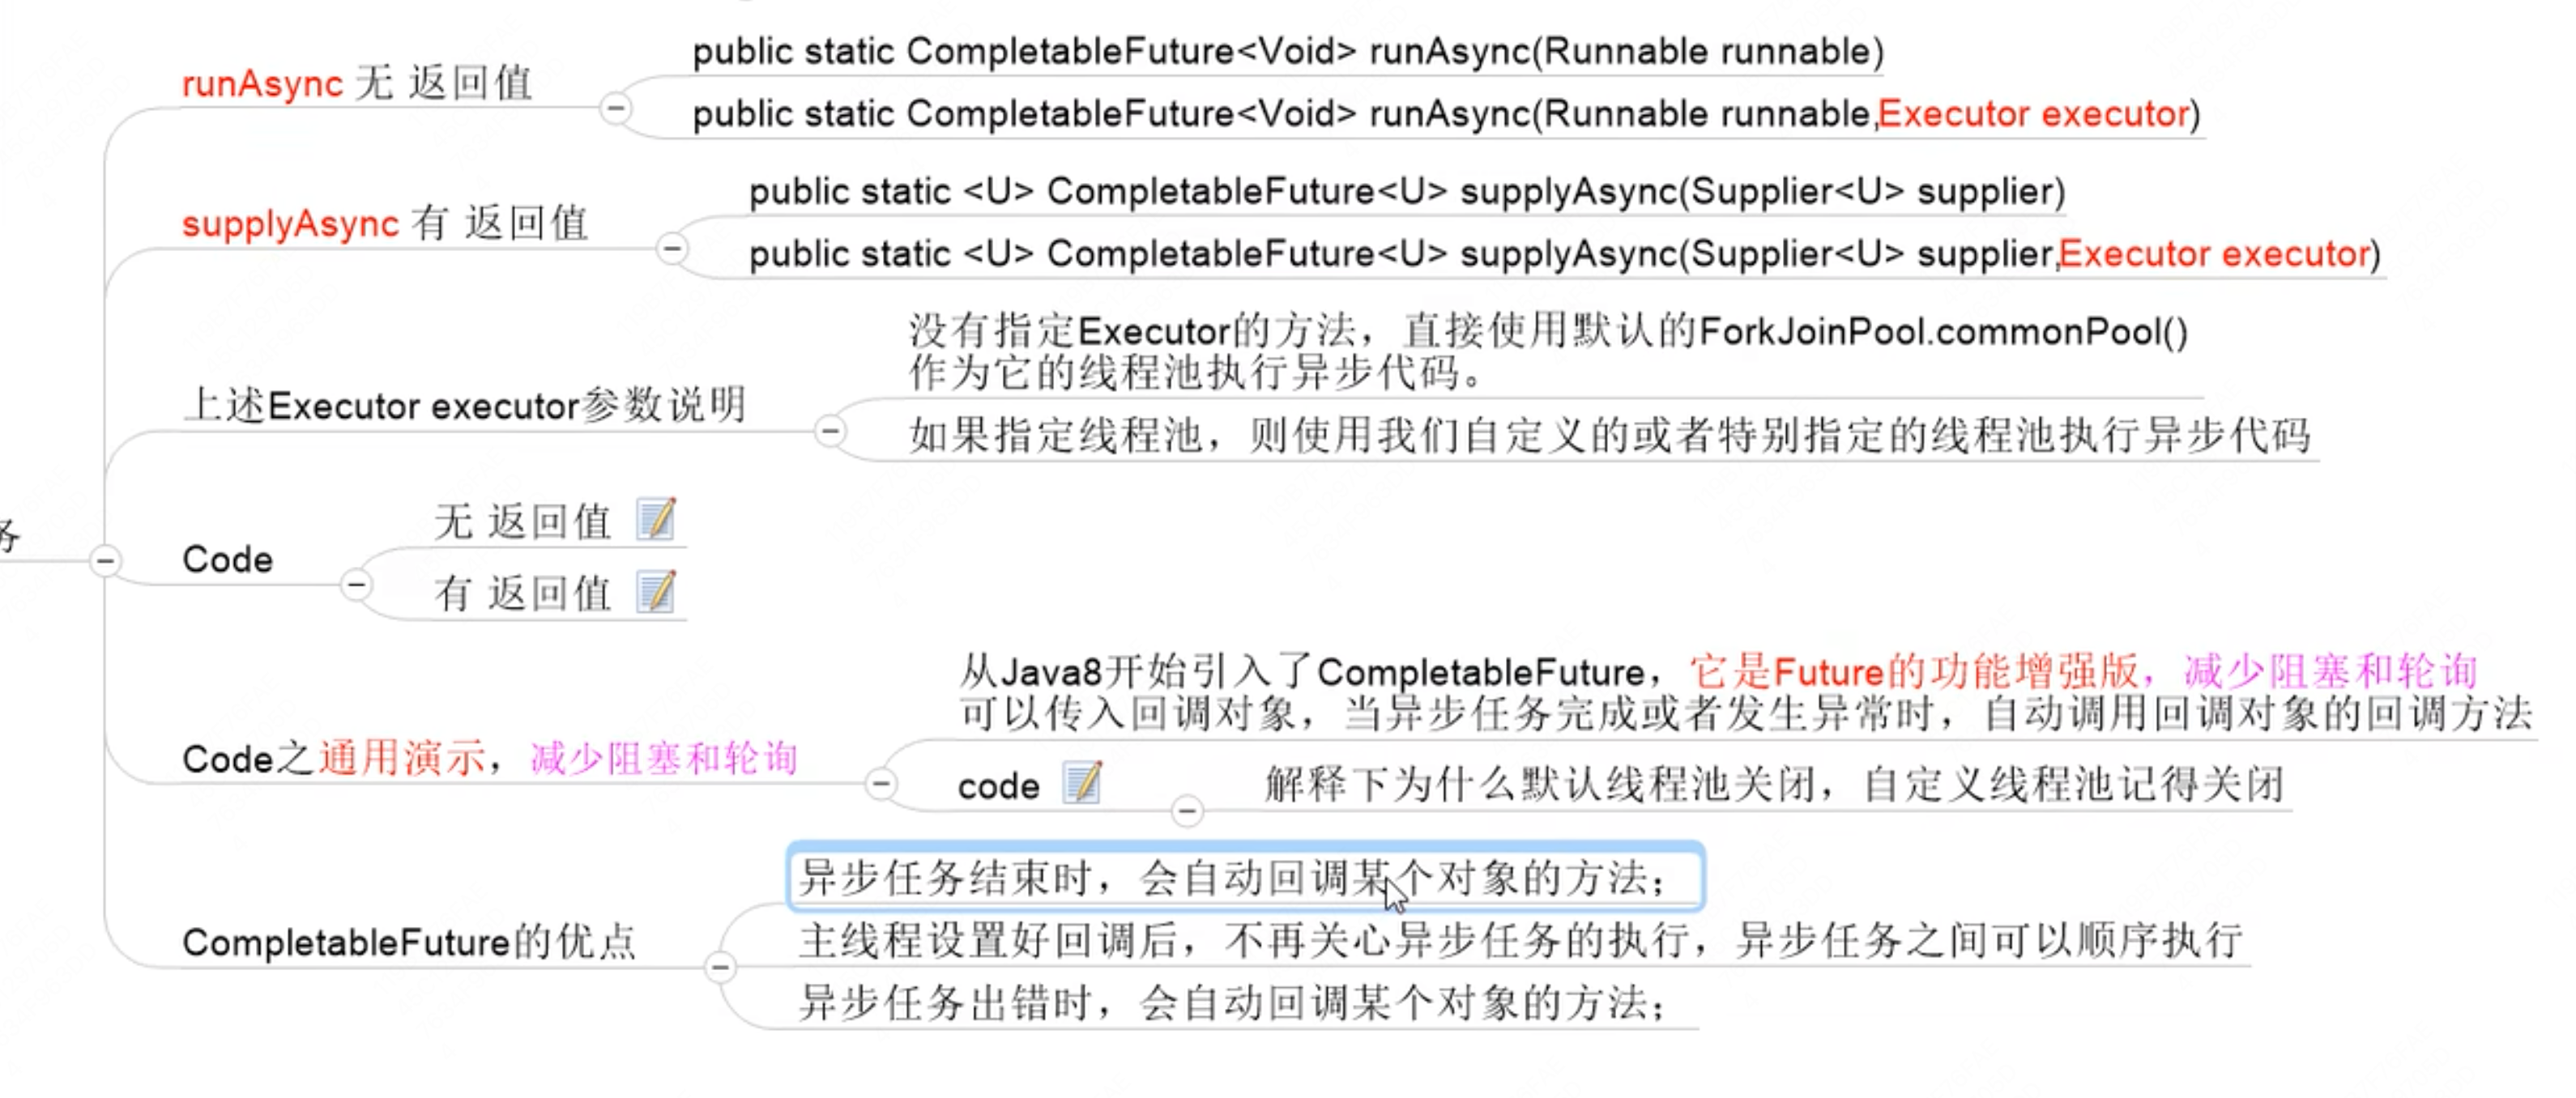 runAsync 无 返回值
public static CompletableFuture<Void> runAsync(Runnable runnable)
public static CompletableFuture<Void> runAsync(Runnable runnable,Executor executor)
supplyAsync 有 返回值
public static <U> CompletableFuture<U> supplyAsync(Supplier<U> supplier)
public static <U> CompletableFuture<U> supplyAsync(Supplier<U> supplier,Executor executor)
上述Executor executor参数说明
没有指定Executor的方法，直接使用默认的ForkJoinPool.commonPool()
作为它的线程池执行异步代码。
如果指定线程池，则使用我们自定义的或者特别指定的线程池执行异步代码
务
Code
无 返回值
有 返回值
Code之通用演示，减少阻塞和轮询
从Java8开始引入了CompletableFuture，它是Future的功能增强版，减少阻塞和轮询
可以传入回调对象，当异步任务完成或者发生异常时，自动调用回调对象的回调方法
code
解释下为什么默认线程池关闭，自定义线程池记得关闭
CompletableFuture的优点
异步任务结束时，会自动回调某个对象的方法；
主线程设置好回调后，不再关心异步任务的执行，异步任务之间可以顺序执行
异步任务出错时，会自动回调某个对象的方法；